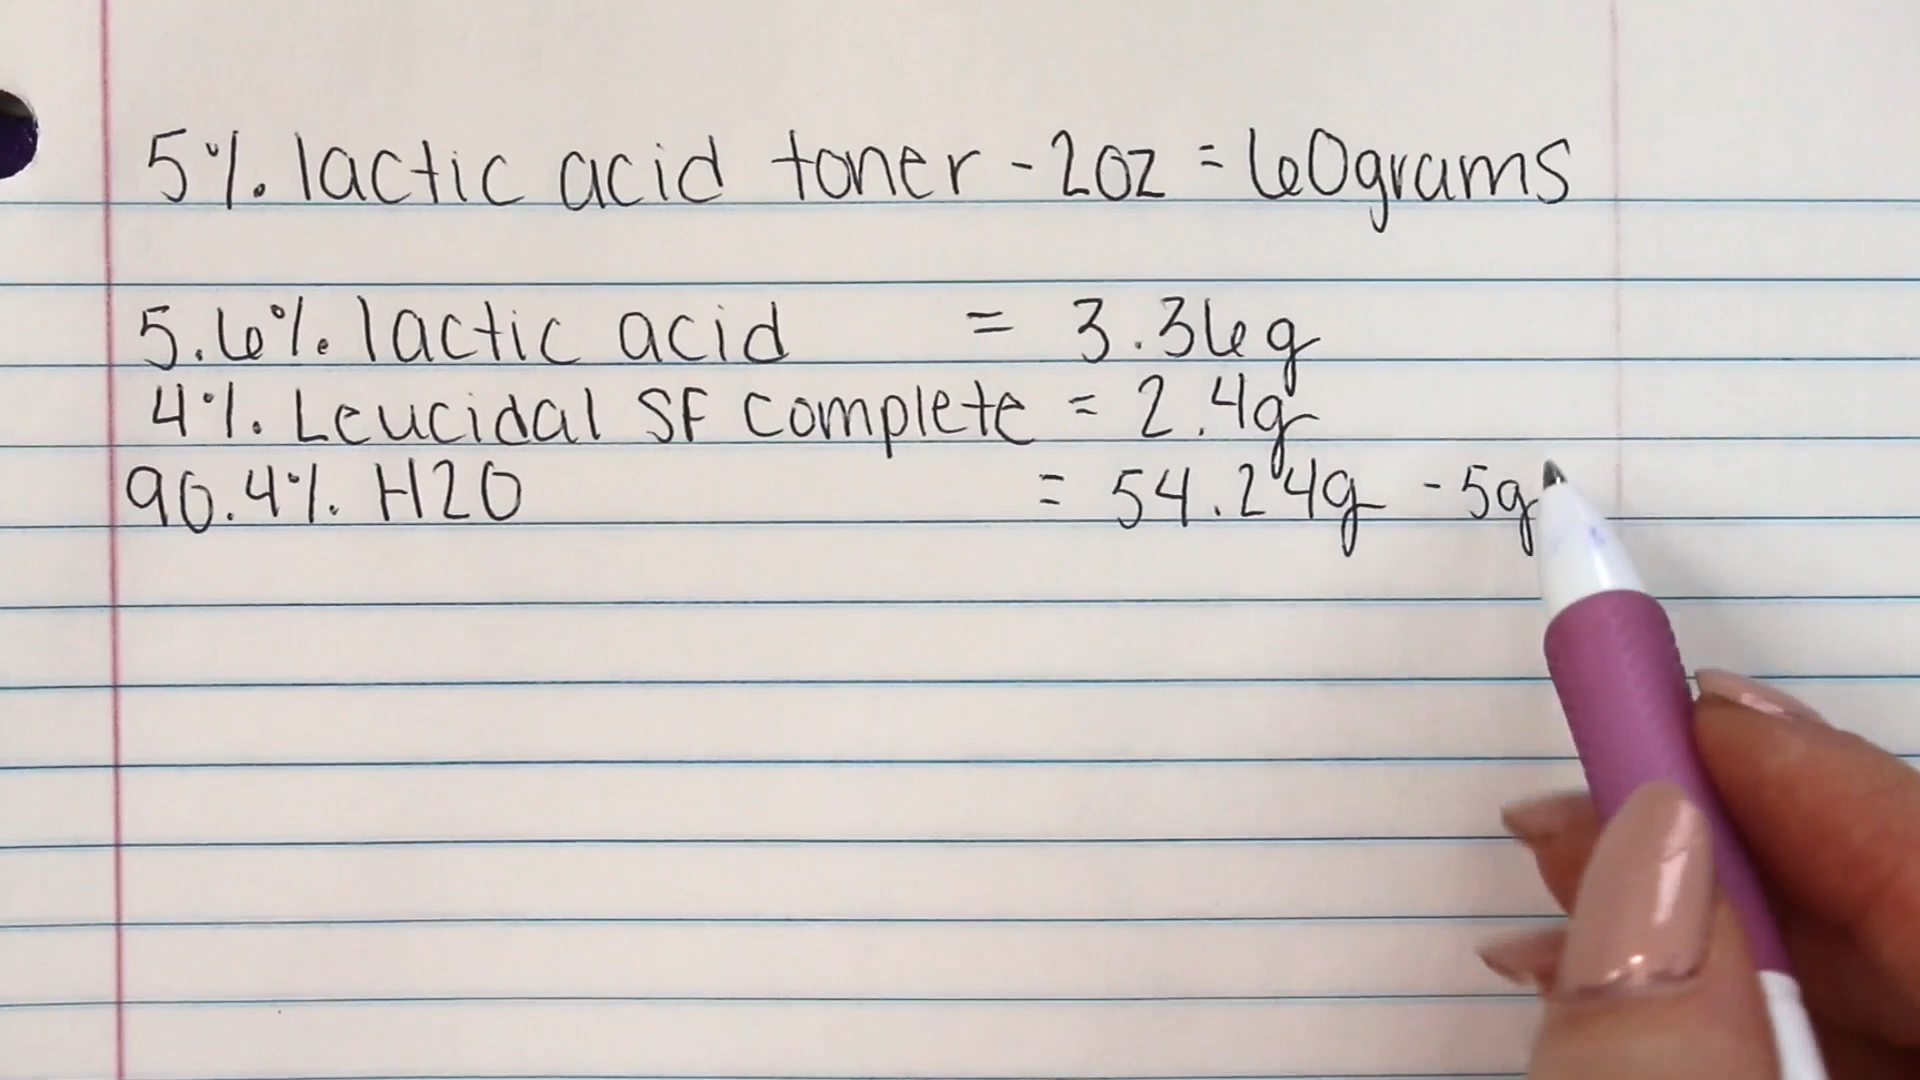 5% lactic acid toner - 2oz = 60grams
5.6% lactic acid = 3.36g
4% Leucidal SF complete = 2.4g
90.4% H2O = 54.24g - 5g